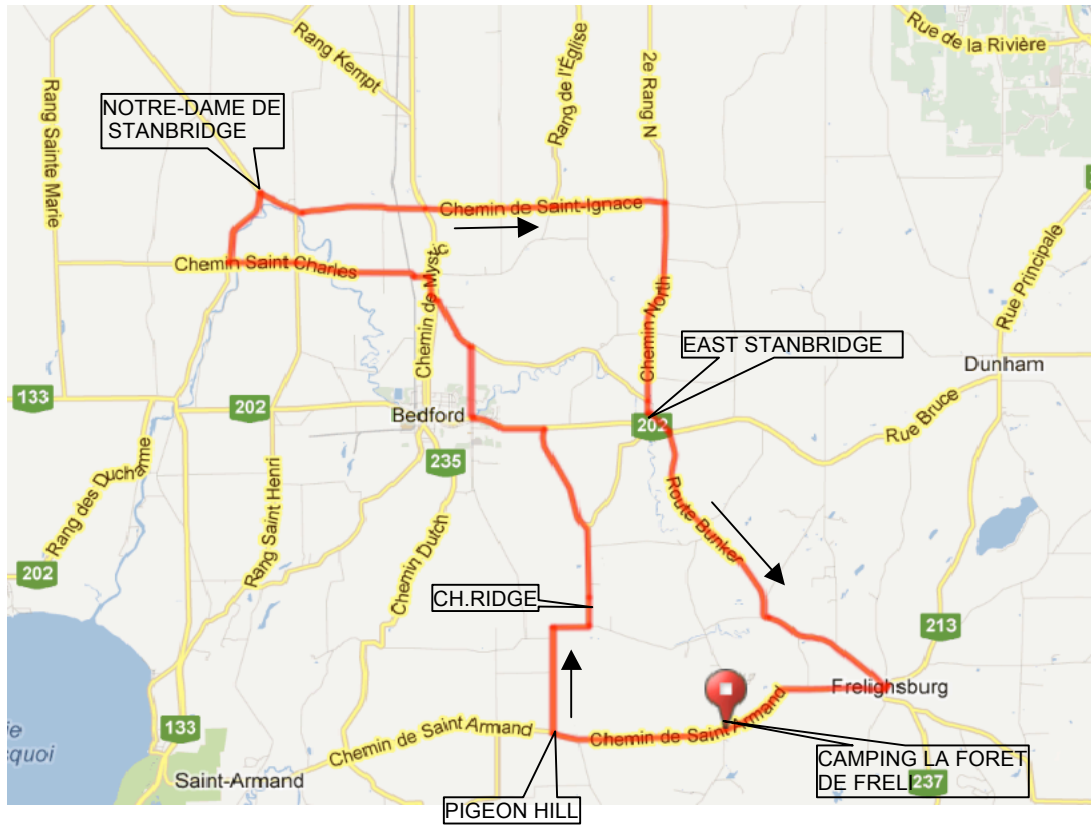 Rue de la Rivière
Rang de l'Église
Rang Kempt
2e Rang N
Rang Sainte Marie
NOTRE-DAME DE
STANBRIDGE
Chemin de Saint-Ignace
Chemin de Mystic
Chemin Saint Charles
Rue Principale
Chemin North
EAST STANBRIDGE
Dunham
133
202
Bedford
202
Rue Bruce
235
Rang des Ducharme
Rang Saint Henri
Chemin Dutch
Route Bunker
202
CH.RIDGE
213
Frelighsburg
Chemin de Saint Armand
Chemin de Saint Armand
133
Saint-Armand
CAMPING LA FORET
DE FRELI
237
PIGEON HILL